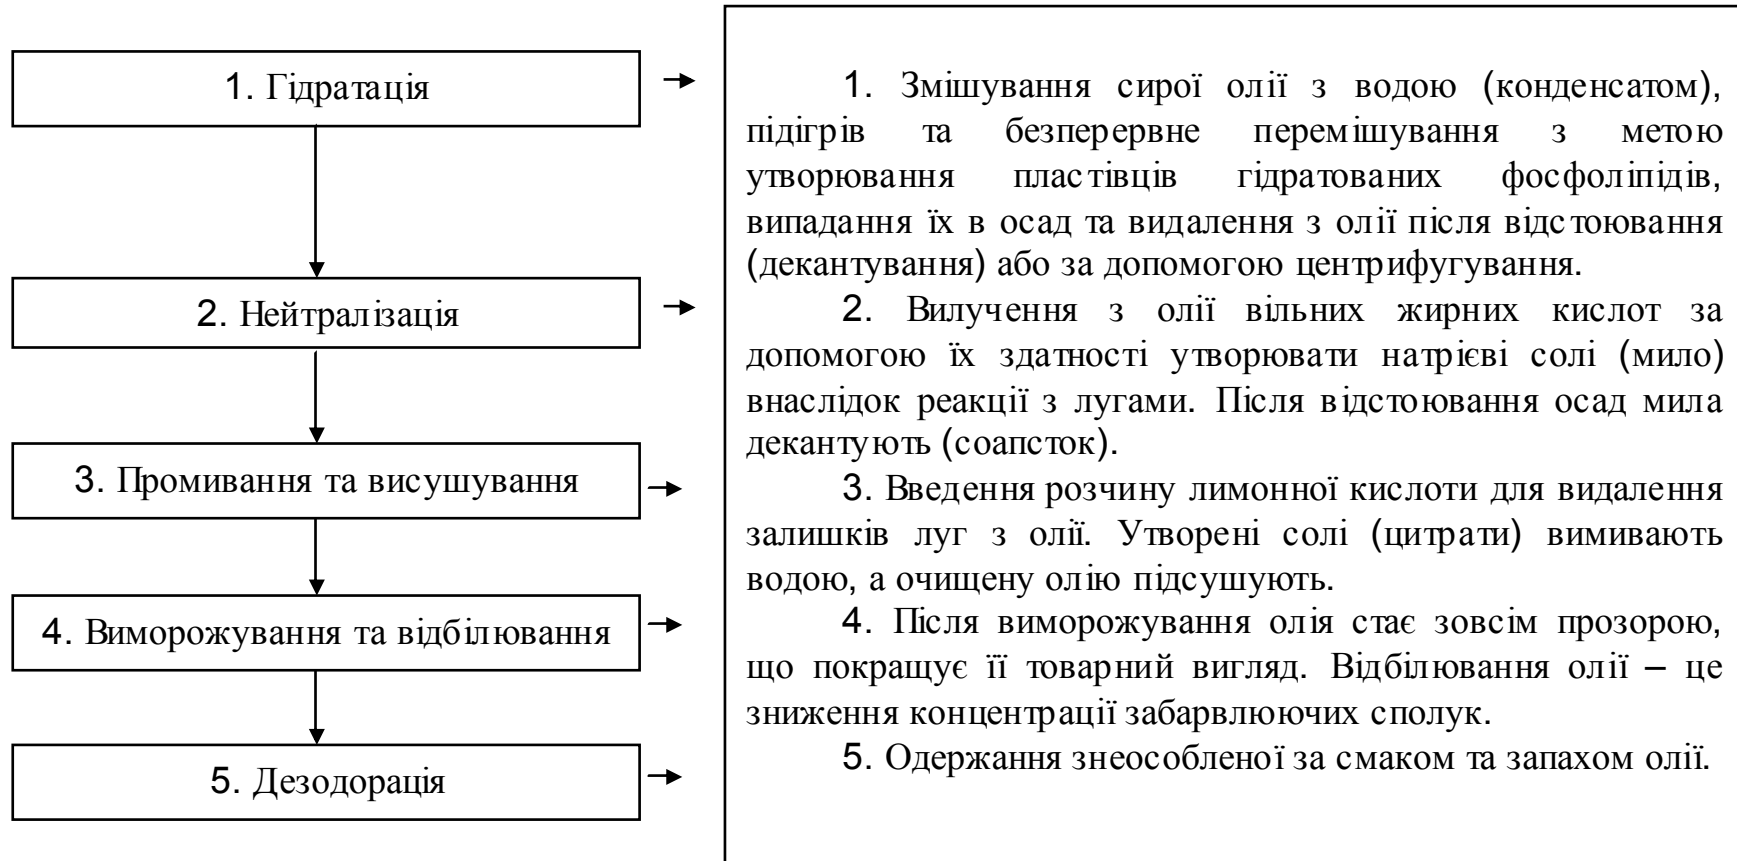 1. Гідратація
2. Нейтралізація
3. Промивання та висушування
4. Виморожування та відбілювання
5. Дезодорація
1. Змішування сирої олії з водою (конденсатом),
підігрів та безперервне перемішування з метою
утворювання пластівців гідратованих фосфоліпідів,
випадання їх в осад та видалення з олії після відстоювання
(декантування) або за допомогою центрифугування.
2. Вилучення з олії вільних жирних кислот за
допомогою їх здатності утворювати натрієві солі (мило)
внаслідок реакції з лугами. Після відстоювання осад мила
декантують (соапсток).
3. Введення розчину лимонної кислоти для видалення
залишків луг з олії. Утворені солі (цитрати) вимивають
водою, а очищену олію підсушують.
4. Після виморожування олія стає зовсім прозорою,
що покращує її товарний вигляд. Відбілювання олії – це
зниження концентрації забарвлюючих сполук.
5. Одержання знеособленої за смаком та запахом олії.